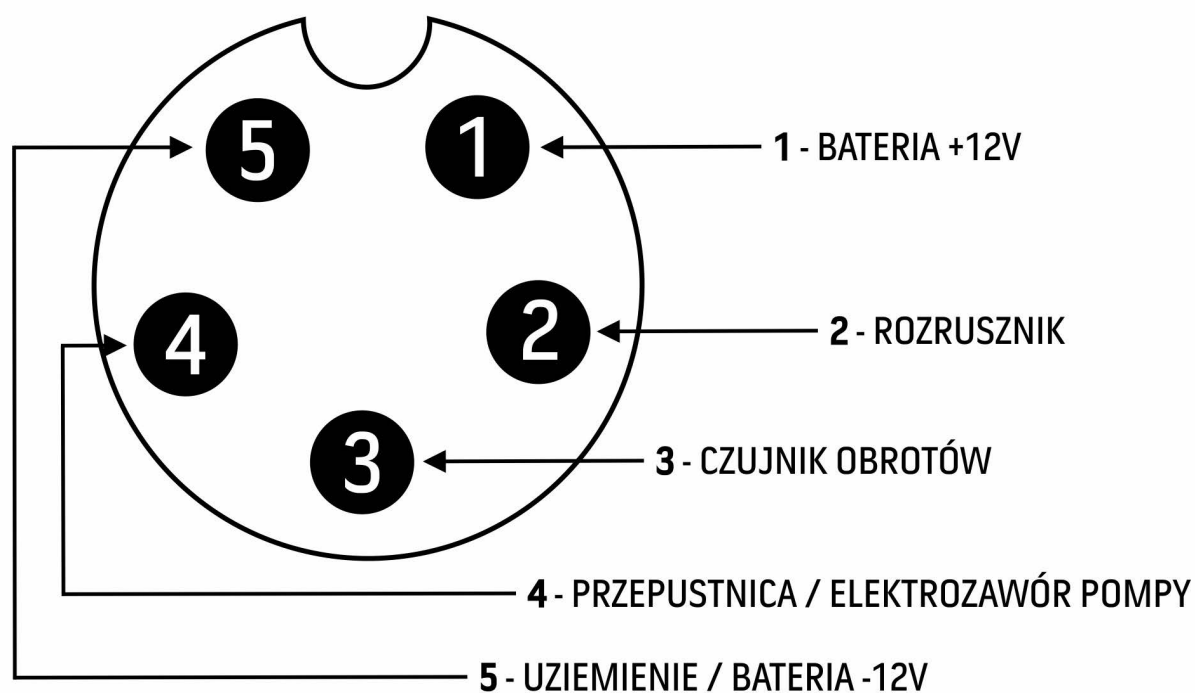 5
1
1 - BATERIA +12V
4
2
2 - ROZRUSZNIK
3
3 - CZUJNIK OBROTÓW
4 - PRZEPUSTNICA / ELEKTROZAWÓR POMPY
5 - UZIEMIENIE / BATERIA -12V